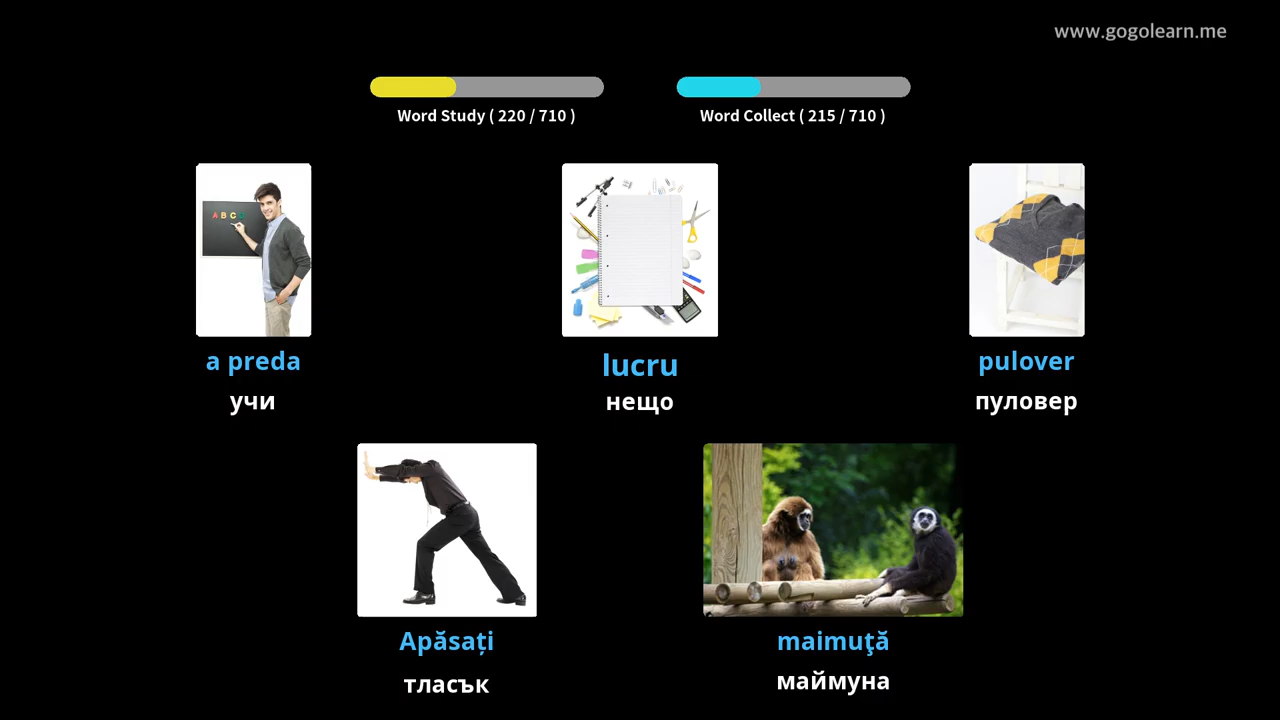 www.gogolearn.me
Word Study ( 220 / 710 )
Word Collect ( 215 / 710 )
A B C D
a preda
учи
lucru
нещо
pulover
пуловер
Apăsați
тласък
maimuţă
маймуна